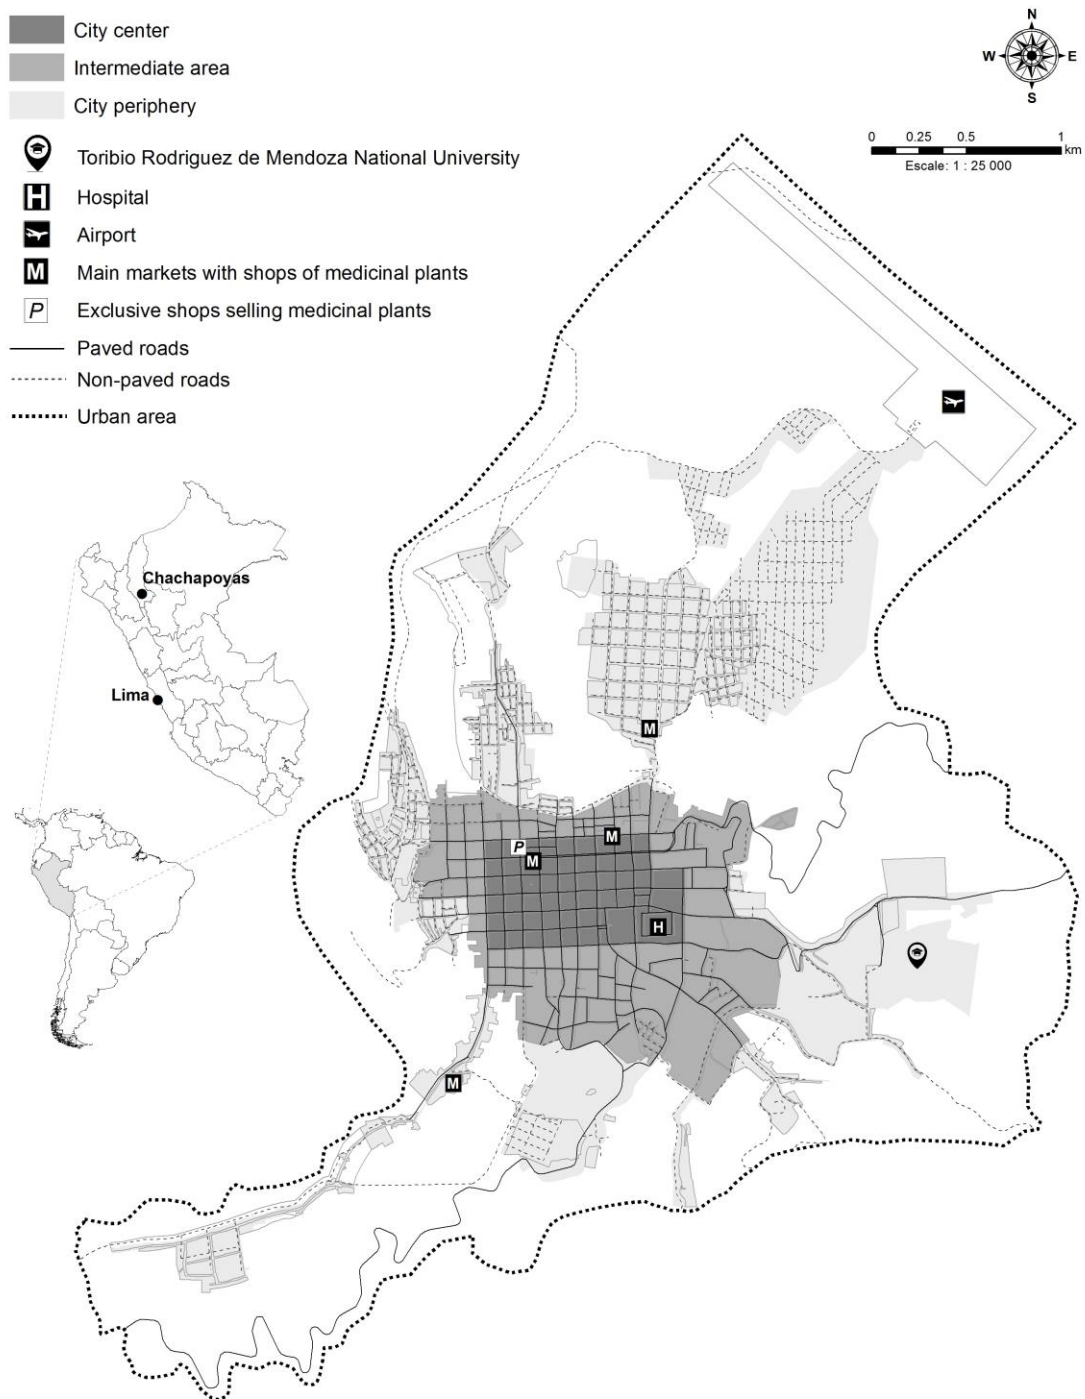 City center
Intermediate area
City periphery
Toribio Rodriguez de Mendoza National University
H Hospital
Airport
M Main markets with shops of medicinal plants
P Exclusive shops selling medicinal plants
Paved roads
Non-paved roads
Urban area
N
W E
S
0 0.25 0.5 1
km
Escale: 1 : 25 000
Chachapoyas
Lima
M
M
P
M
H
M